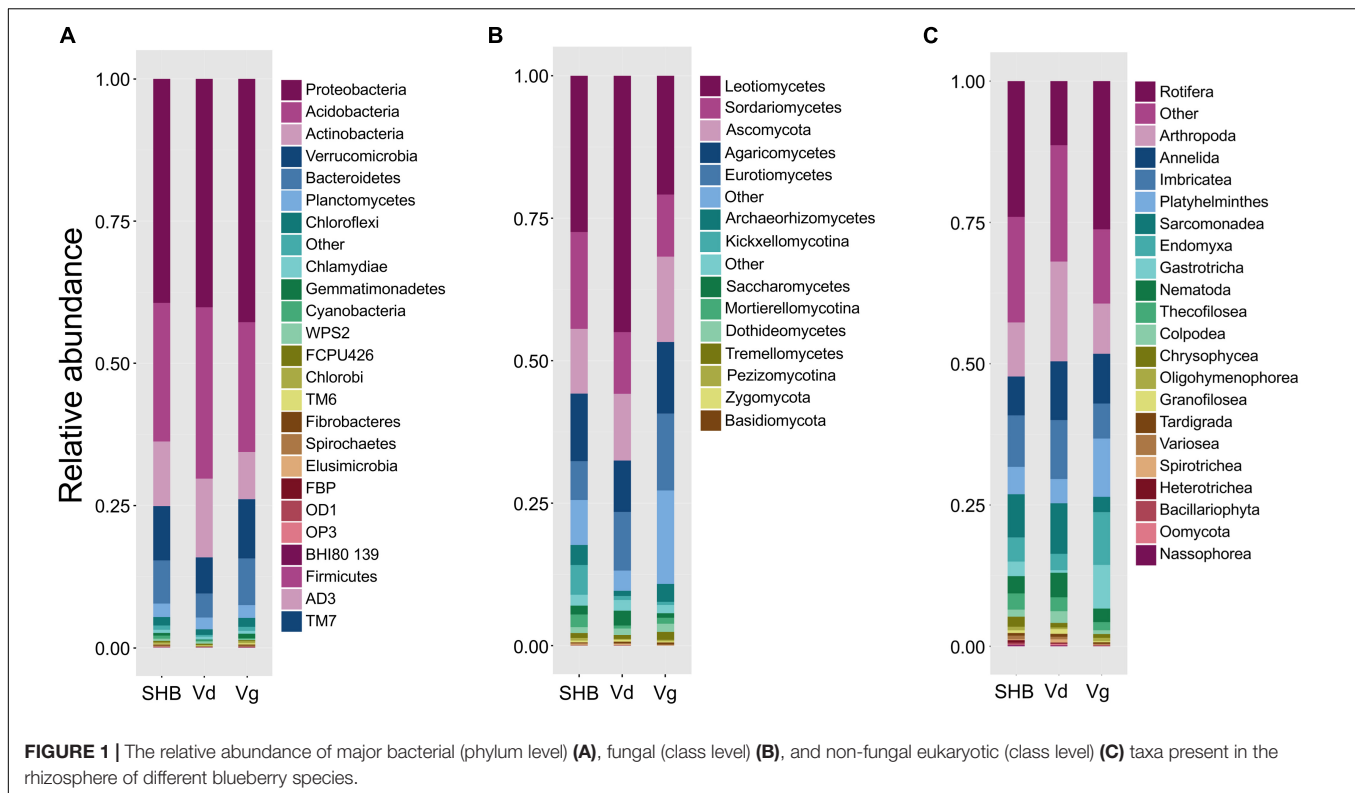 A
Relative abundance
1.00
0.75
0.50
0.25
0.00
SHB Vd Vg
Proteobacteria
Acidobacteria
Actinobacteria
Verrucomicrobia
Bacteroidetes
Planctomycetes
Chloroflexi
Other
Chlamydiae
Gemmatimonadetes
Cyanobacteria
WPS2
FCPU426
Chlorobi
TM6
Fibrobacteres
Spirochaetes
Elusimicrobia
FBP
OD1
OP3
BHI80 139
Firmicutes
AD3
TM7
B
1.00
0.75
0.50
0.25
0.00
SHB Vd Vg
Leotiomycetes
Sordariomycetes
Ascomycota
Agaricomycetes
Eurotiomycetes
Other
Archaeorhizomycetes
Kickxellomycotina
Other
Saccharomycetes
Mortierellomycotina
Dothideomycetes
Tremellomycetes
Pezizomycotina
Zygomycota
Basidiomycota
C
1.00
0.75
0.50
0.25
0.00
SHB Vd Vg
Rotifera
Other
Arthropoda
Annelida
Imbricatea
Platyhelminthes
Sarcomonadea
Endomyxa
Gastrotricha
Nematoda
Thecofilosea
Colpodea
Chrysophycea
Oligohymenophorea
Granofilosea
Tardigrada
Variosea
Spirotrichea
Heterotrichea
Bacillariophyta
Oomycota
Nassophorea
FIGURE 1 | The relative abundance of major bacterial (phylum level) (A), fungal (class level) (B), and non-fungal eukaryotic (class level) (C) taxa present in the
rhizosphere of different blueberry species.